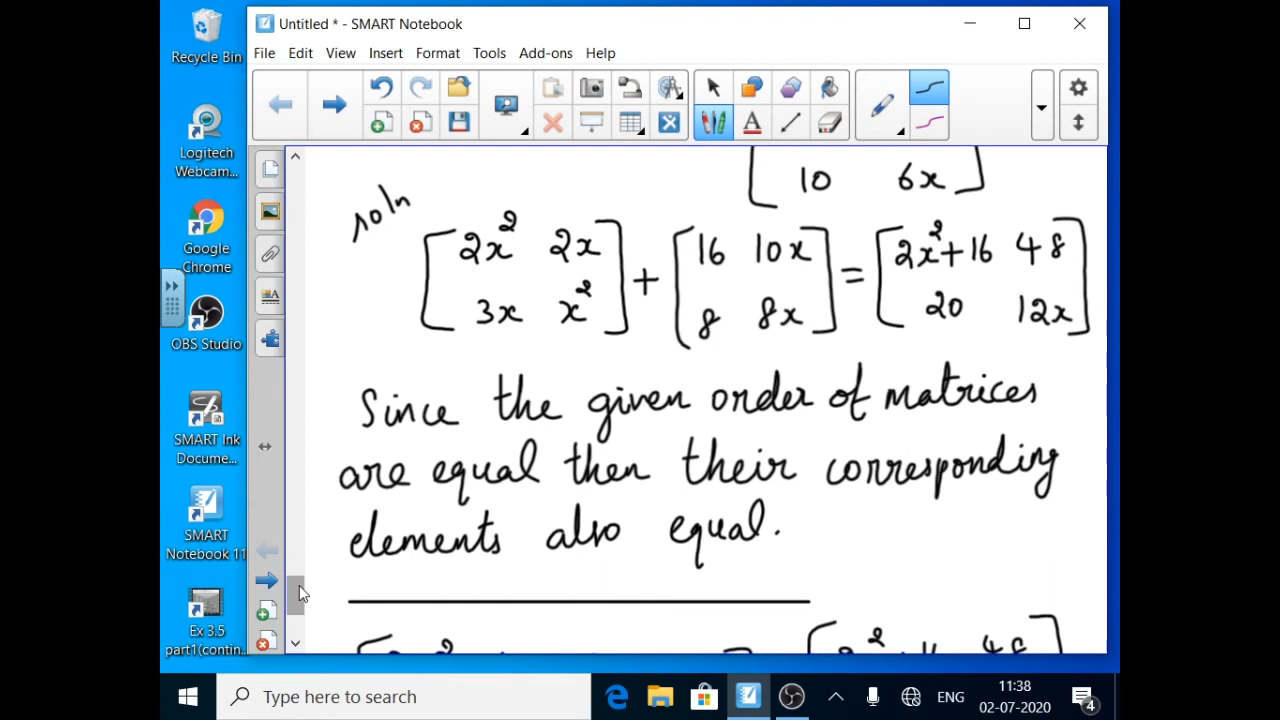 Recycle Bin
Logitech
Webcam...
Google
Chrome
OBS Studio
SMART Ink
Docume...
SMART
Notebook 11
Ex 3.5
part1(contin...
Untitled * - SMART Notebook
File Edit View Insert Format Tools Add-ons Help
10 6x
soln
2x² 2x + 16 10x = 2x²+16 48
3x x² 8 8x 20 12x
Since the given order of matrices
are equal then their corresponding
elements also equal.
Type here to search
ENG
11:38
02-07-2020
4